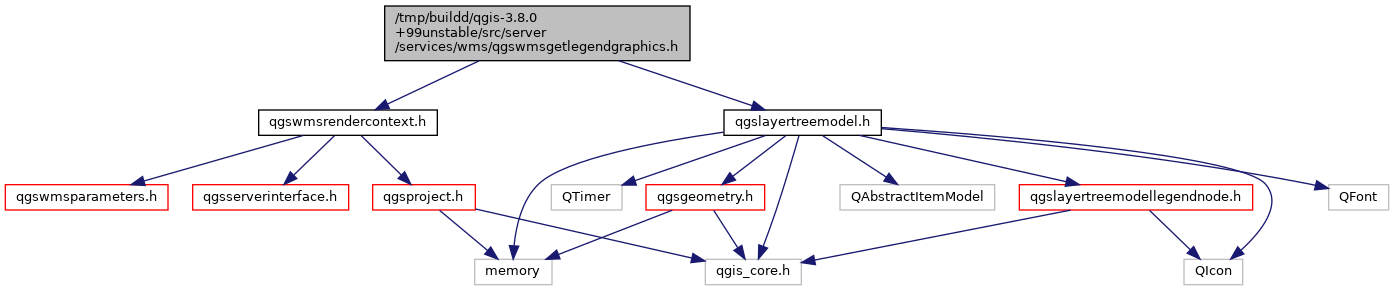 /tmp/buildd/qgis-3.8.0
+99unstable/src/server
/services/wms/qgswmsgetlegendgraphics.h
qgswmsrendercontext.h
qgslayertreemodel.h
qgswmsparameters.h
qgsserverinterface.h
qgsproject.h
QTimer
qgsgeometry.h
QAbstractItemModel
qgslayertreemodellegendnode.h
QFont
memory
qgis_core.h
QIcon